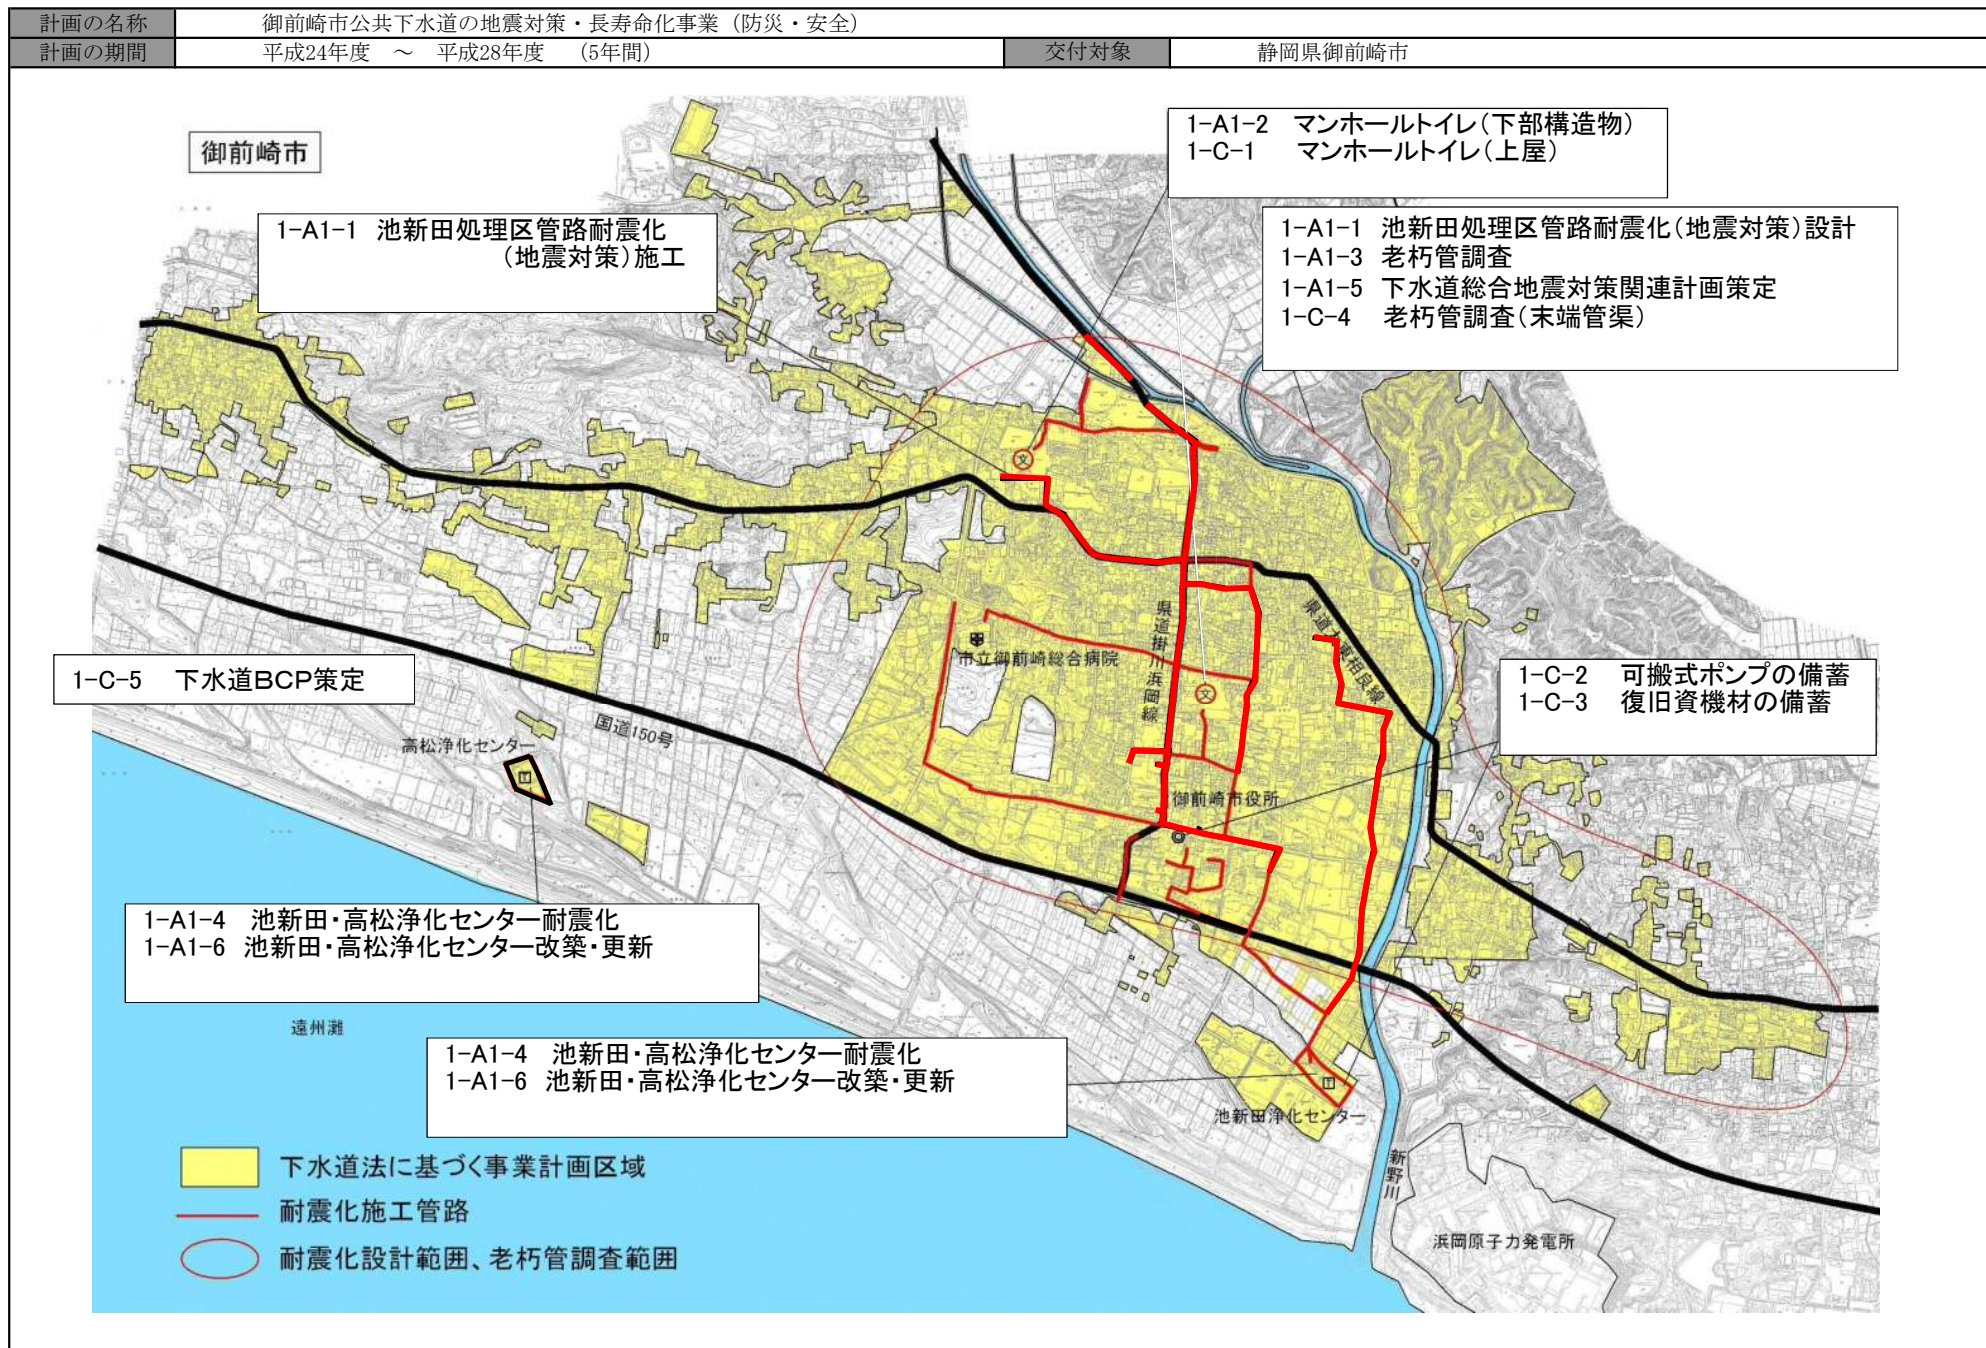 計画の名称 御前崎市公共下水道の地震対策・長寿命化事業（防災・安全）
計画の期間 平成24年度 ～ 平成28年度 （5年間） 交付対象 静岡県御前崎市
御前崎市
1-A1-2 マンホールトイレ（下部構造物）
1-C-1 マンホールトイレ（上屋）
1-A1-1 池新田処理区管路耐震化
（地震対策）施工
1-A1-1 池新田処理区管路耐震化（地震対策）設計
1-A1-3 老朽管調査
1-A1-5 下水道総合地震対策関連計画策定
1-C-4 老朽管調査（末端管渠）
文
県道掛川浜岡線
県道大東相良線
市立御前崎総合病院
文
1-C-5 下水道BCP策定
1-C-2 可搬式ポンプの備蓄
1-C-3 復旧資機材の備蓄
国道150号
高松浄化センター
御前崎市役所
1-A1-4 池新田・高松浄化センター耐震化
1-A1-6 池新田・高松浄化センター改築・更新
遠州灘
1-A1-4 池新田・高松浄化センター耐震化
1-A1-6 池新田・高松浄化センター改築・更新
池新田浄化センター
新野川
浜岡原子力発電所
下水道法に基づく事業計画区域
耐震化施工管路
耐震化設計範囲、老朽管調査範囲